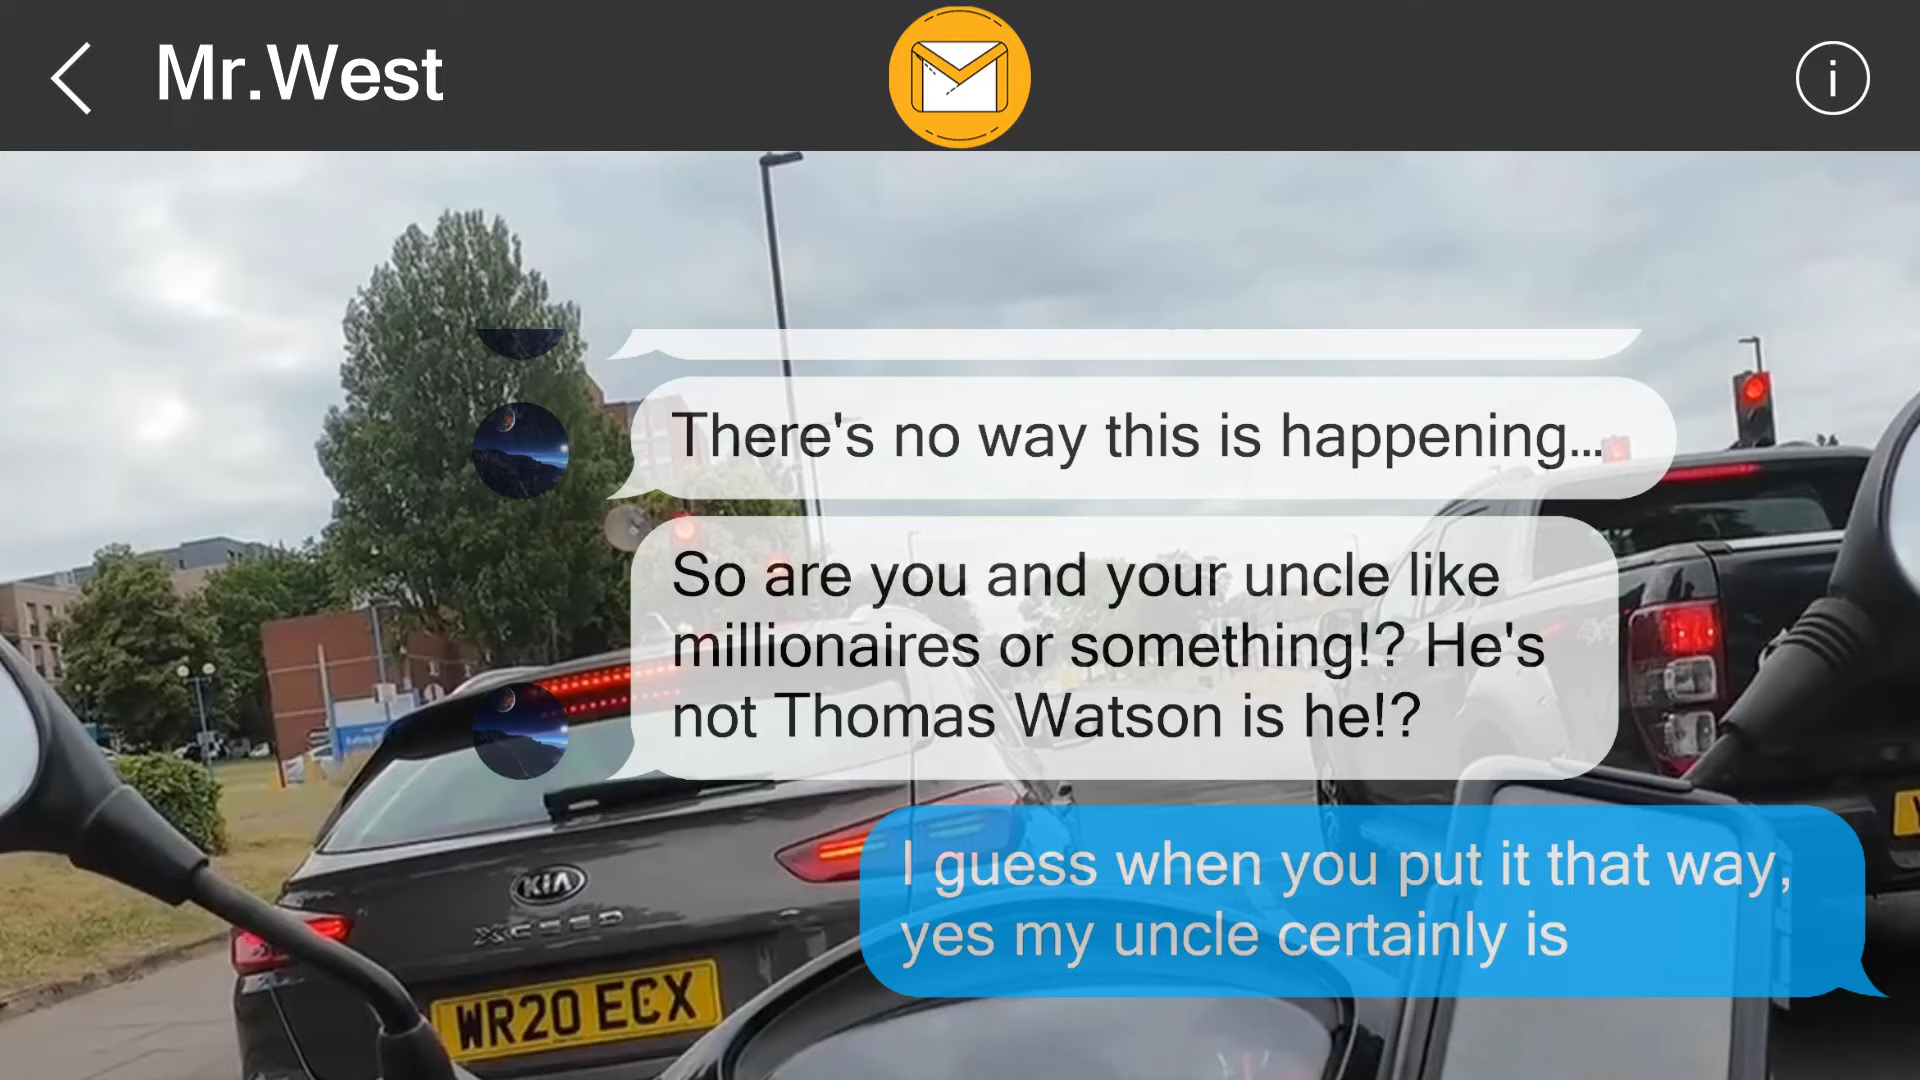 Mr.West
There's no way this is happening...
So are you and your uncle like
millionaires or something!? He's
not Thomas Watson is he!?
I guess when you put it that way,
yes my uncle certainly is
KIA
XCEED
WR20 ECX